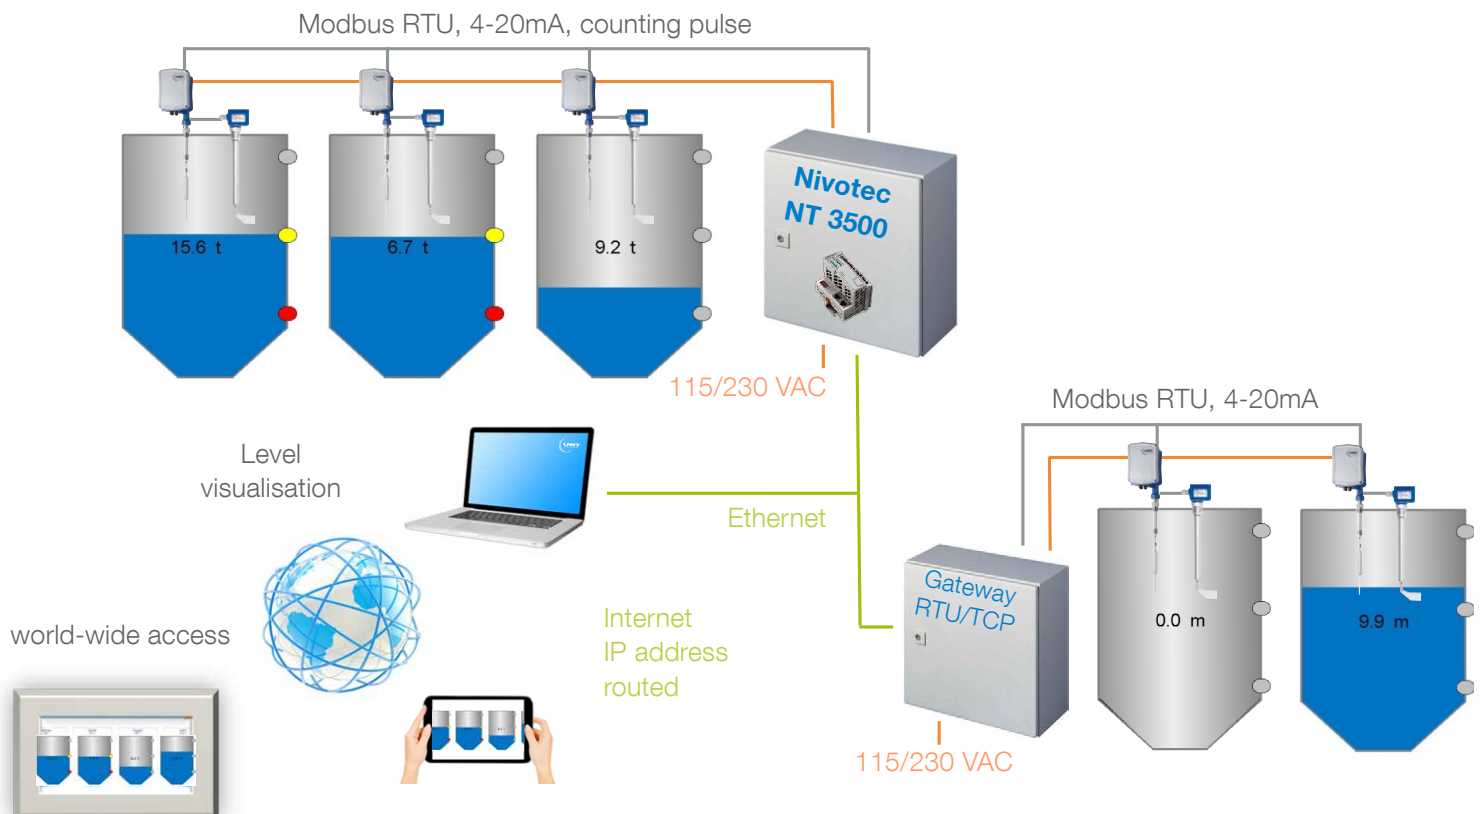 Modbus RTU, 4-20mA, counting pulse
Nivotec
NT 3500
15.6 t
6.7 t
9.2 t
115/230 VAC
Modbus RTU, 4-20mA
Level
visualisation
UWT
Ethernet
Gateway
RTU/TCP
Internet
IP address
routed
world-wide access
0.0 m
9.9 m
115/230 VAC